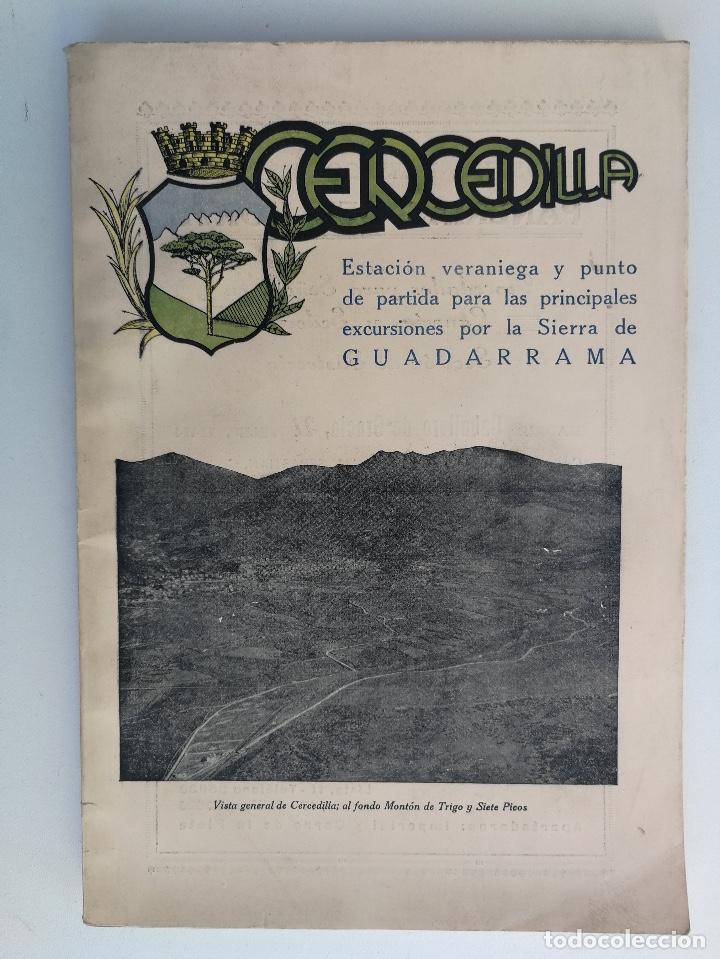 CERCEDILLA
Estación veraniega y punto
de partida para las principales
excursiones por la Sierra de
GUADARRAMA
Vista general de Cercedilla; al fondo Montón de Trigo y Siete Picos
todocoleccion.net